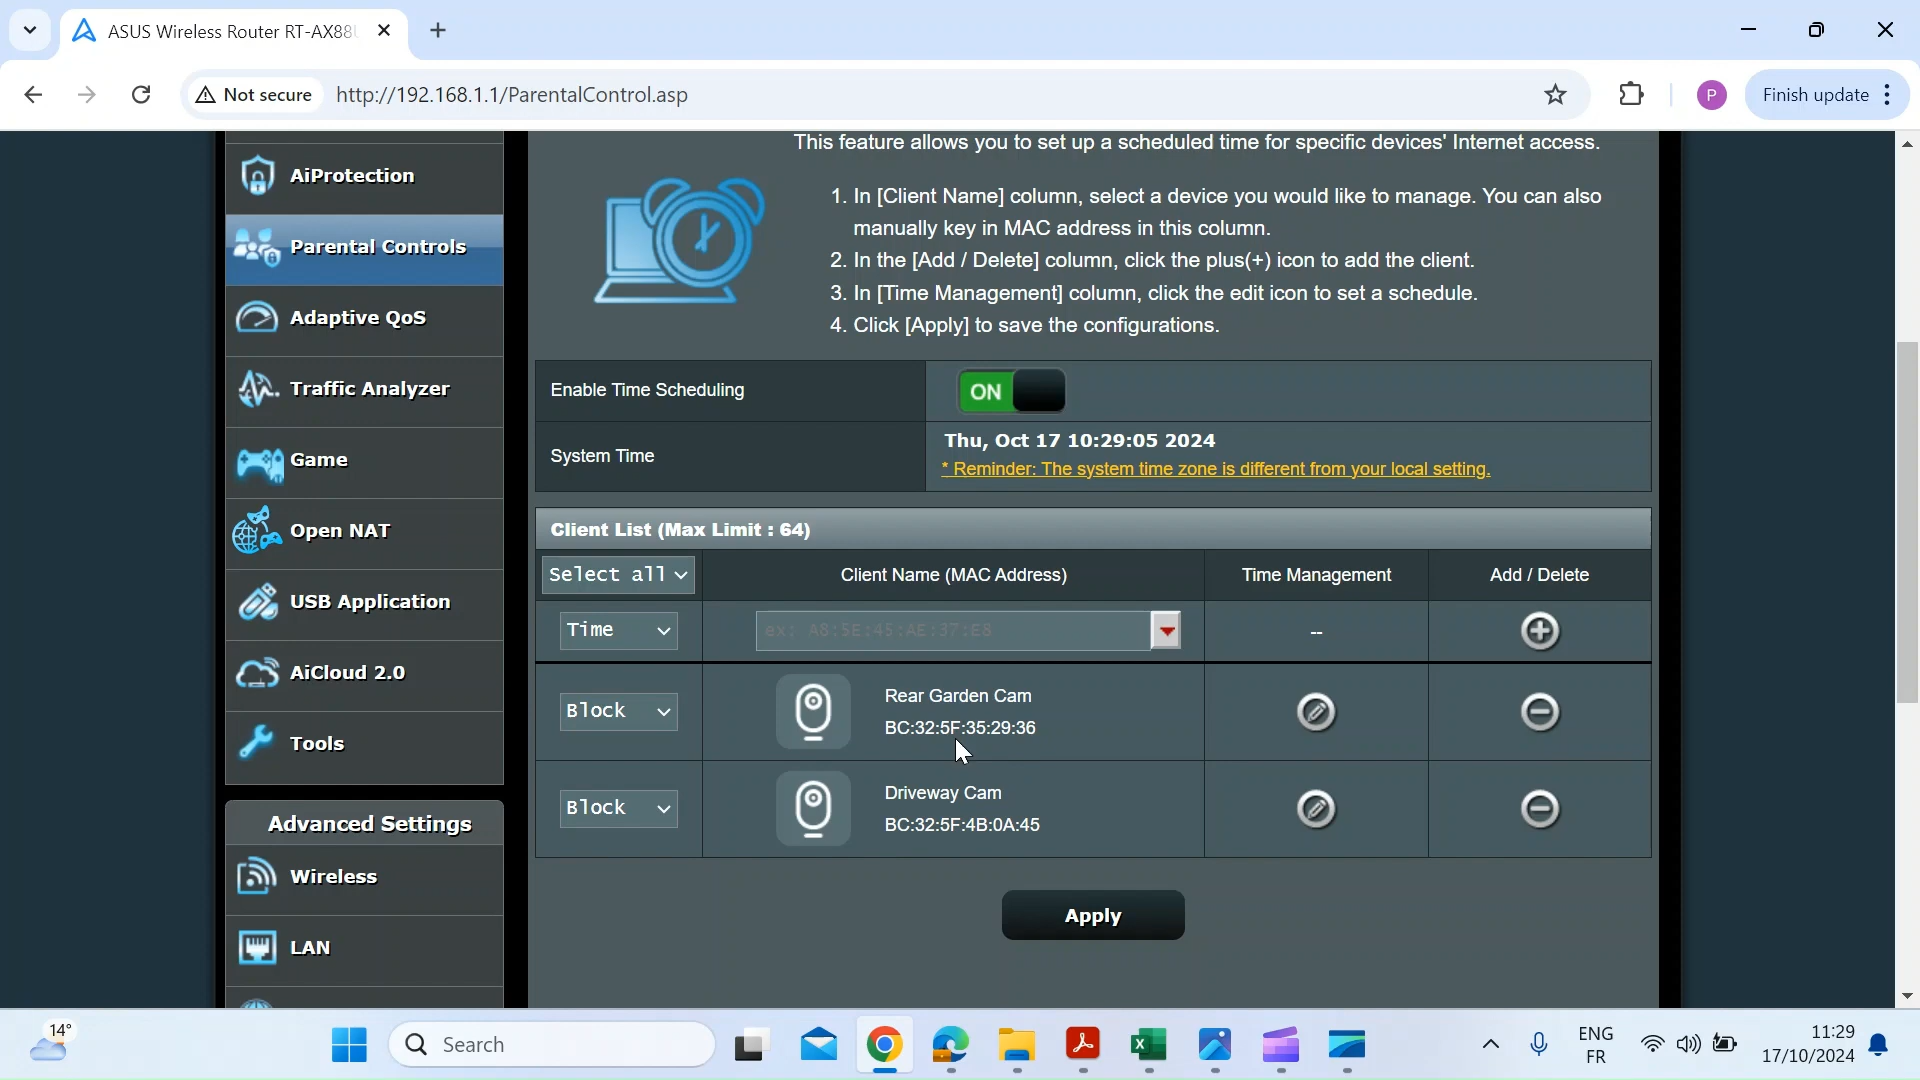 ASUS Wireless Router RT-AX88U
Not secure
http://192.168.1.1/ParentalControl.asp
P
Finish update
AiProtection
Parental Controls
Adaptive QoS
Traffic Analyzer
Game
Open NAT
USB Application
AiCloud 2.0
Tools
Advanced Settings
Wireless
LAN
This feature allows you to set up a scheduled time for specific devices' Internet access.
1. In [Client Name] column, select a device you would like to manage. You can also
manually key in MAC address in this column.
2. In the [Add / Delete] column, click the plus(+) icon to add the client.
3. In [Time Management] column, click the edit icon to set a schedule.
4. Click [Apply] to save the configurations.
Enable Time Scheduling
ON
System Time
Thu, Oct 17 10:29:05 2024
* Reminder: The system time zone is different from your local setting.
Client List (Max Limit : 64)
Select all
Client Name (MAC Address)
Time Management
Add / Delete
Time
ex: A8:5E:45:AE:37:E8
--
Block
Rear Garden Cam
BC:32:5F:35:29:36
Block
Driveway Cam
BC:32:5F:4B:0A:45
Apply
14°
Search
ENG
FR
11:29
17/10/2024